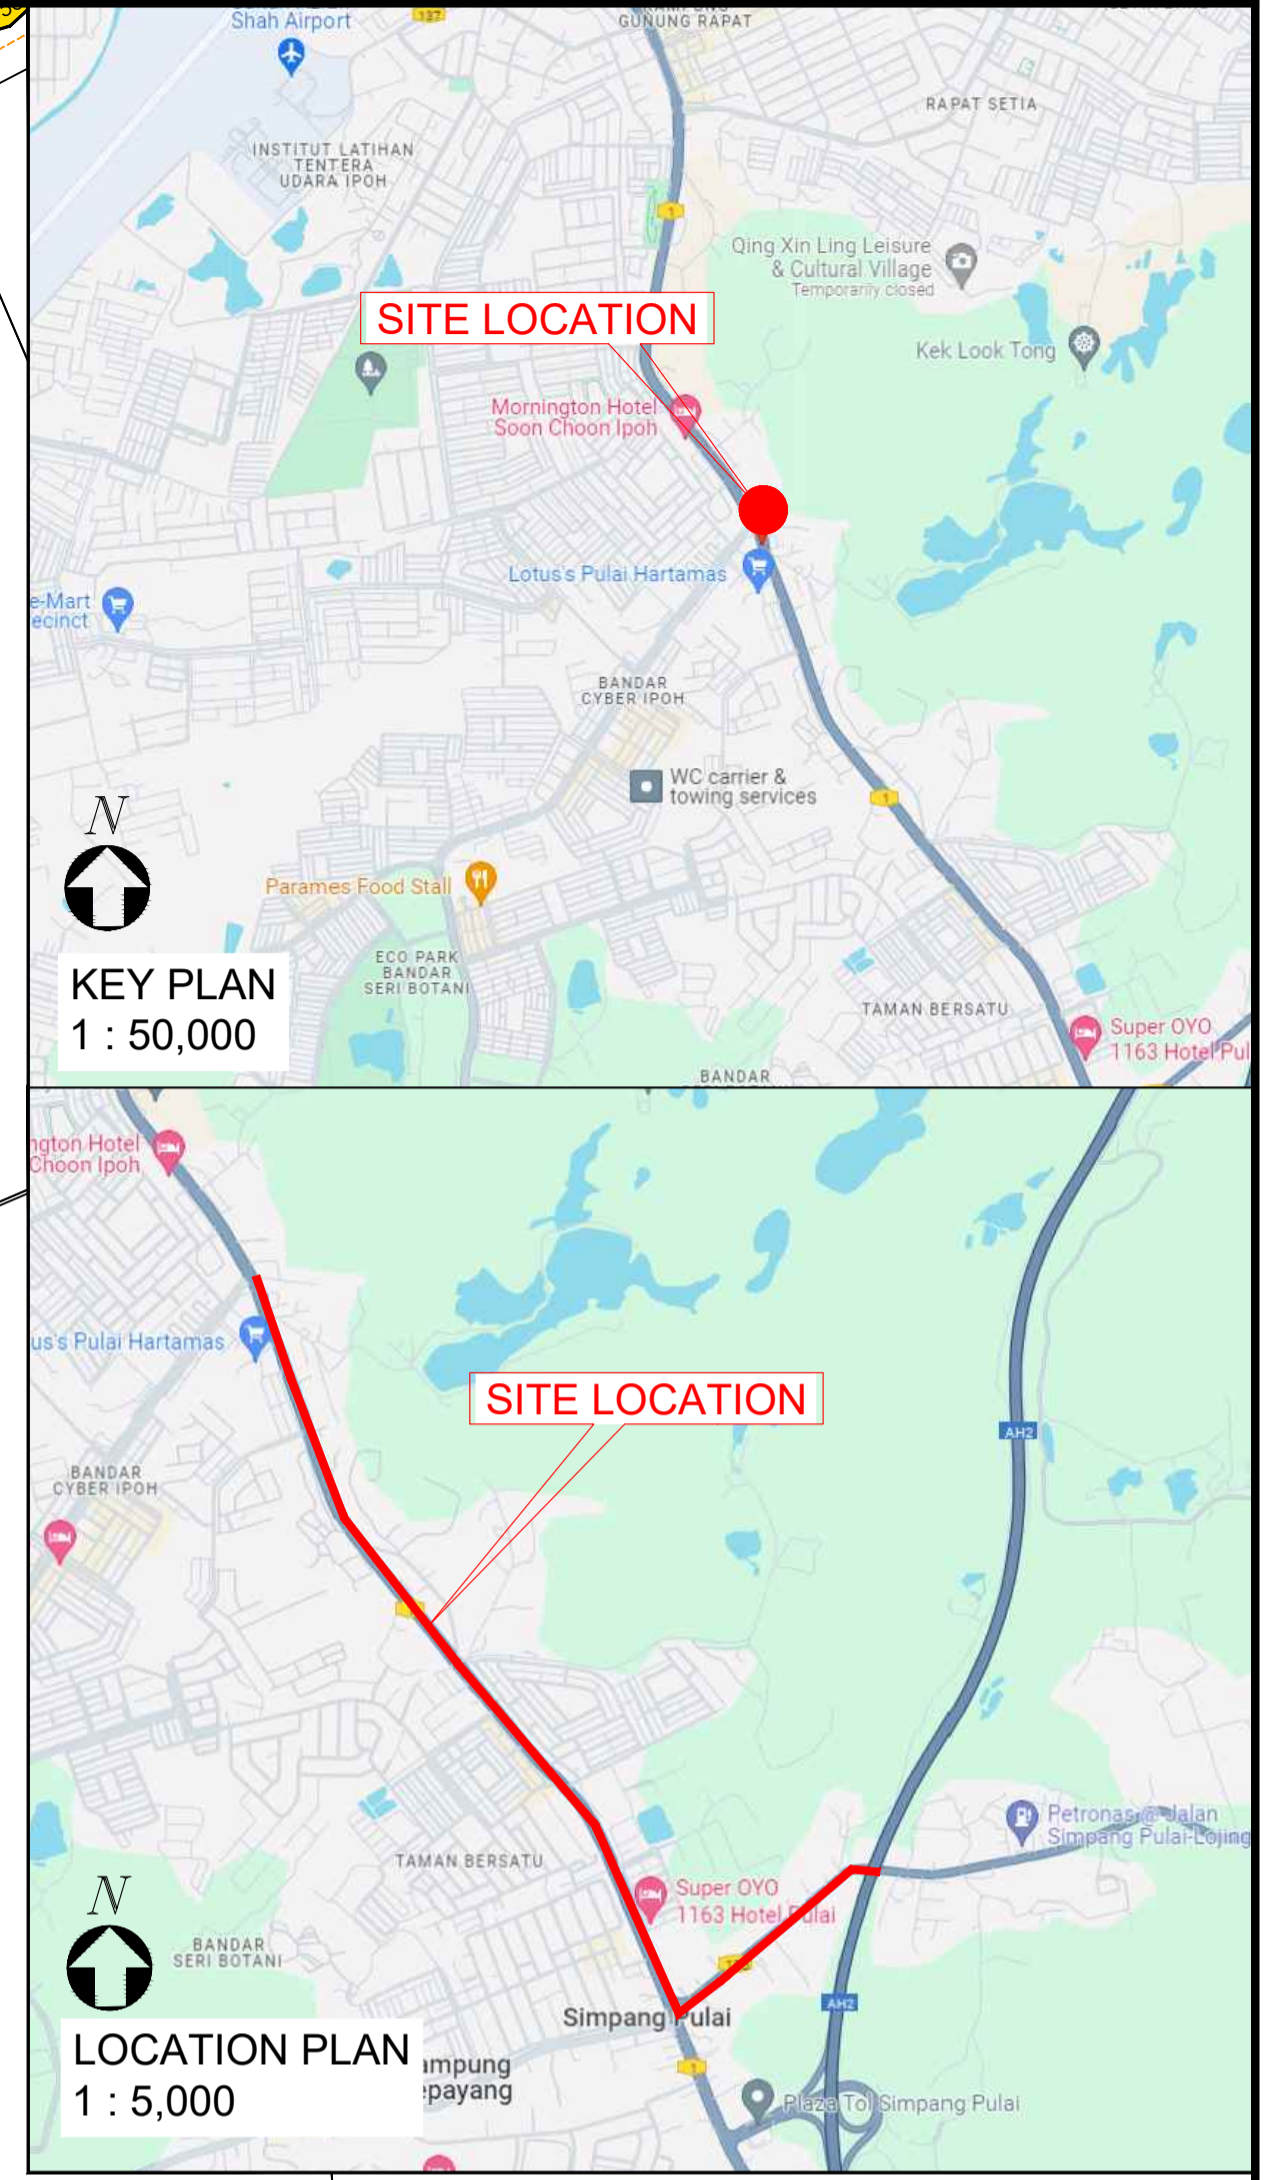 Shah Airport
137
GUNUNG RAPAT
RAPAT SETIA
INSTITUT LATIHAN
TENTERA
UDARA IPOH
1
Qing Xin Ling Leisure
& Cultural Village
Temporarily closed
SITE LOCATION
Kek Look Tong
Mornington Hotel
Soon Choon Ipoh
Lotus's Pulai Hartamas
e-Mart
ecinct
BANDAR
CYBER IPOH
WC carrier &
towing services
1
N
Parames Food Stall
ECO PARK
BANDAR
SERI BOTANI
KEY PLAN
1 : 50,000
TAMAN BERSATU
Super OYO
1163 Hotel Pul
BANDAR
ngton Hotel
Choon Ipoh
us's Pulai Hartamas
SITE LOCATION
AH2
BANDAR
CYBER IPOH
Petronas @ Jalan
Simpang Pulai-Lojing
TAMAN BERSATU
Super OYO
1163 Hotel Pulai
N
BANDAR
SERI BOTANI
AH2
Simpang Pulai
LOCATION PLAN
1 : 5,000
ampung
epayang
1
Plaza Tol Simpang Pulai